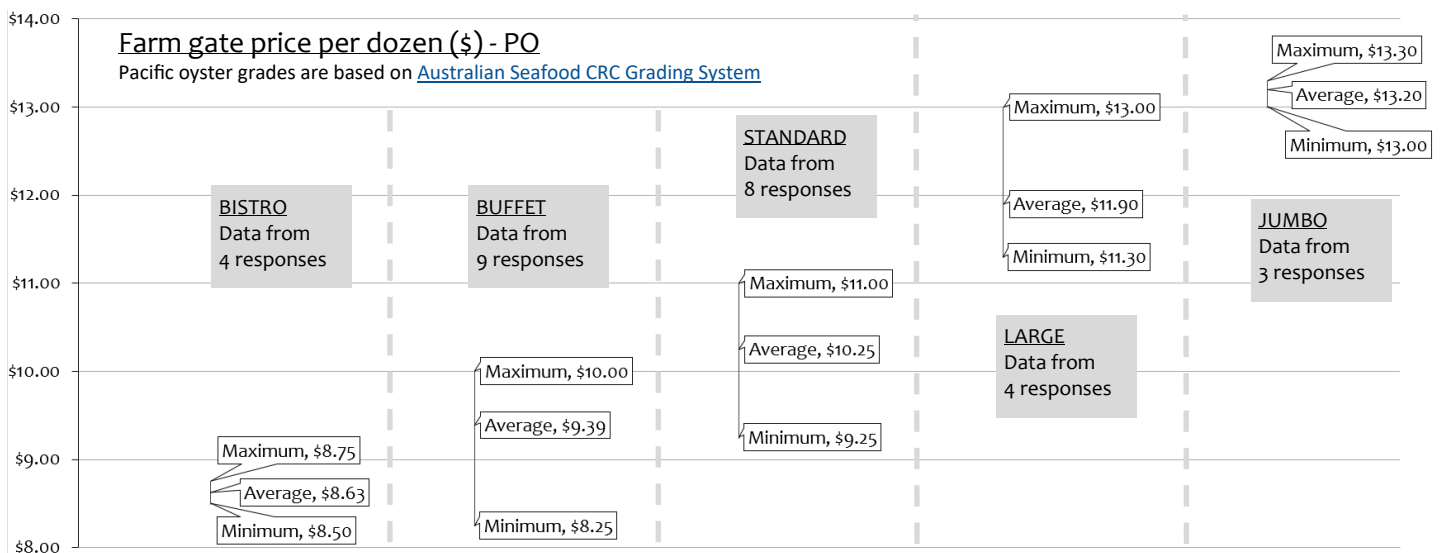 Farm gate price per dozen ($) - PO
Pacific oyster grades are based on Australian Seafood CRC Grading System
$14.00
$13.00
$12.00
$11.00
$10.00
$9.00
$8.00
BISTRO
Data from
4 responses
Maximum, $8.75
Average, $8.63
Minimum, $8.50
BUFFET
Data from
9 responses
Maximum, $10.00
Average, $9.39
Minimum, $8.25
STANDARD
Data from
8 responses
Maximum, $11.00
Average, $10.25
Minimum, $9.25
Maximum, $13.00
Average, $11.90
Minimum, $11.30
LARGE
Data from
4 responses
Maximum, $13.30
Average, $13.20
Minimum, $13.00
JUMBO
Data from
3 responses